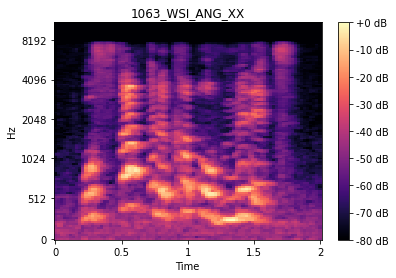 1063_WSI_ANG_XX
8192
4096
2048
1024
512
0
Hz
0
0.5
1
1.5
2
Time
+0 dB
-10 dB
-20 dB
-30 dB
-40 dB
-50 dB
-60 dB
-70 dB
-80 dB